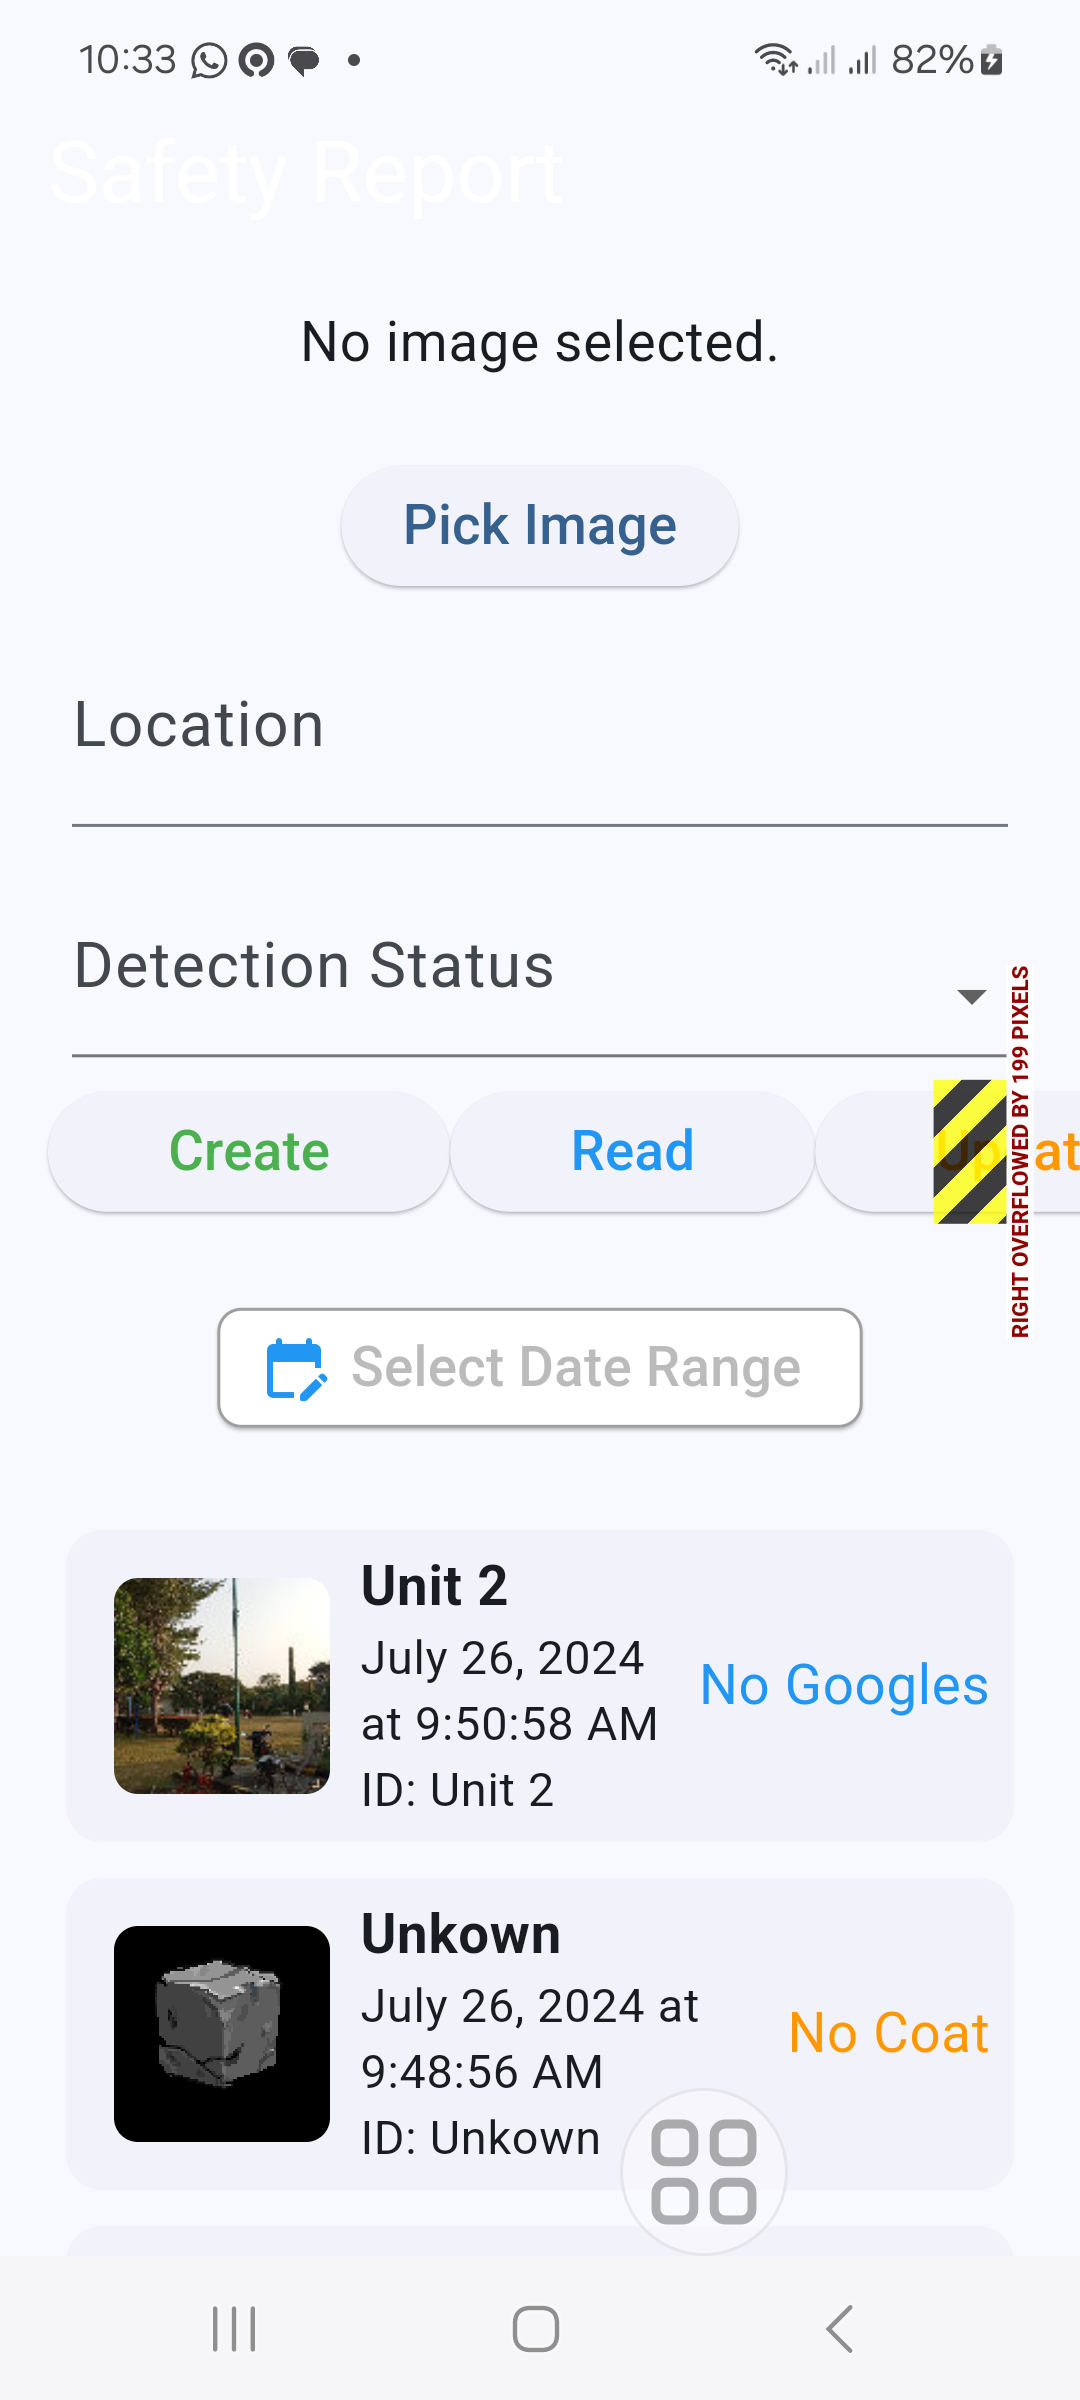 10:33 82%
Safety Report
No image selected.
Pick Image
Location
Detection Status
RIGHT OVERFLOWED BY 199 PIXELS
Create Read
Select Date Range
Unit 2
July 26, 2024
at 9:50:58 AM
ID: Unit 2
No Googles
Unkown
July 26, 2024 at
9:48:56 AM
ID: Unkown
No Coat